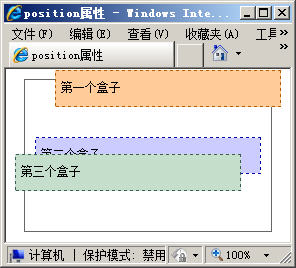 position属性 - Windows Inte...
文件(F) 编辑(E) 查看(V) 收藏夹(A) »
position属性 »
第一个盒子
第三个盒子
计算机 | 保护模式: 禁用 100%